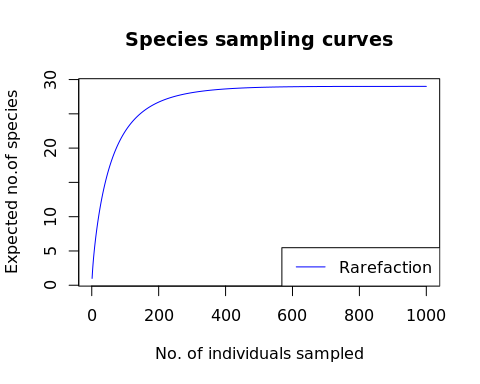 Species sampling curves
Expected no.of species
30
20
10
5
0
Rarefaction
0 200 400 600 800 1000
No. of individuals sampled